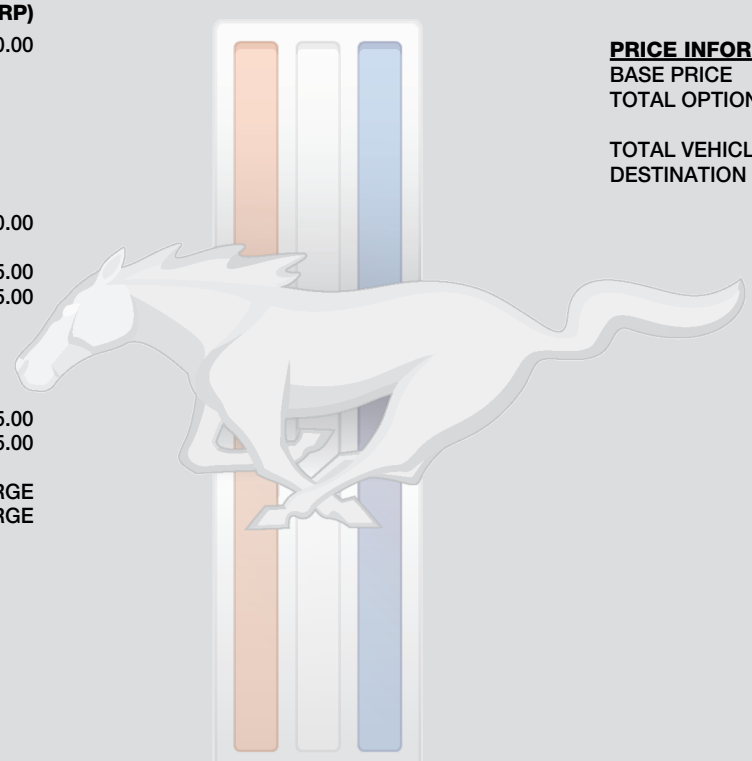 RP)
0.00
0.00
5.00
5.00
5.00
5.00
RGE
RGE
PRICE INFOR
BASE PRICE
TOTAL OPTION
TOTAL VEHICL
DESTINATION